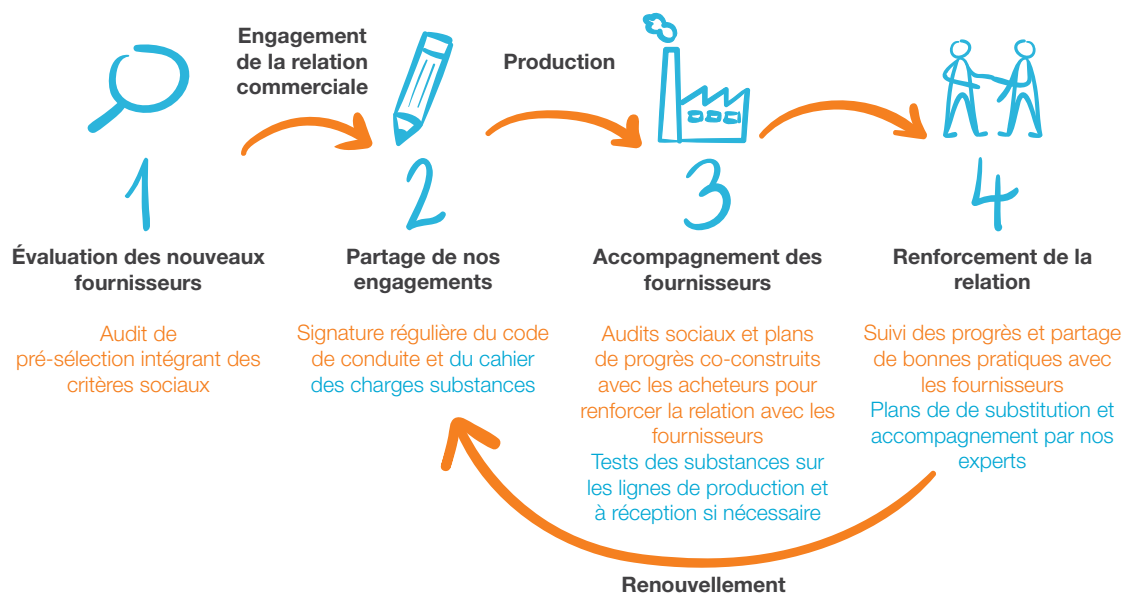 Engagement
de la relation
commerciale
Production
1
2
3
4
Évaluation des nouveaux
fournisseurs
Audit de
pré-sélection intégrant des
critères sociaux
Partage de nos
engagements
Signature régulière du code
de conduite et du cahier
des charges substances
Accompagnement des
fournisseurs
Audits sociaux et plans
de progrès co-construits
avec les acheteurs pour
renforcer la relation avec les
fournisseurs
Tests des substances sur
les lignes de production et
à réception si nécessaire
Renforcement de la
relation
Suivi des progrès et partage
de bonnes pratiques avec
les fournisseurs
Plans de de substitution et
accompagnement par nos
experts
Renouvellement